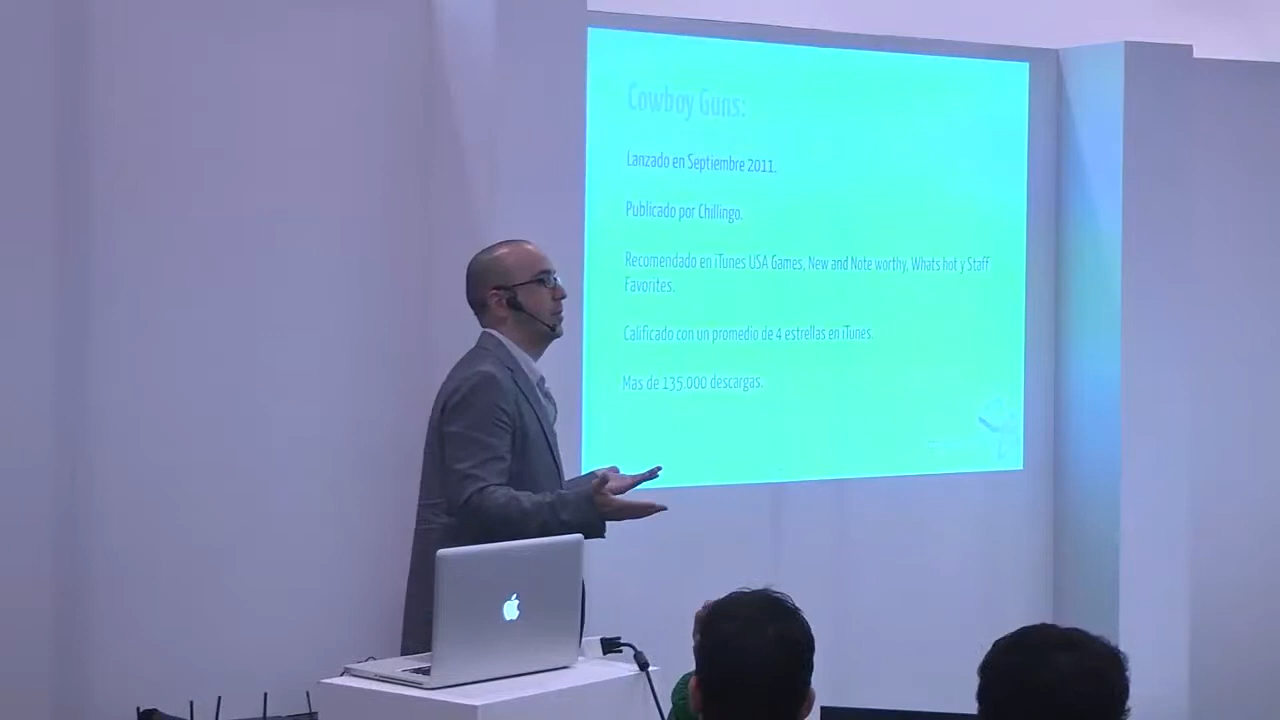 Cowboy Guns:
Lanzado en Septiembre 2011.
Publicado por Chillingo.
Recomendado en iTunes USA Games, New and Note worthy, Whats hot y Staff
Favorites.
Calificado con un promedio de 4 estrellas en iTunes.
Mas de 135.000 descargas.